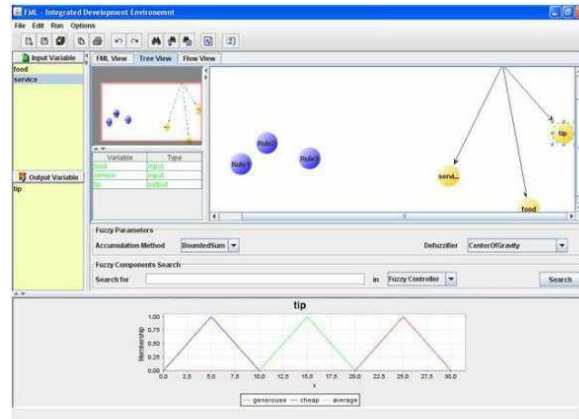 FML - Integrated Development Environemnt
File Edit Run Options
Input Variable
food
service
Output Variable
tip
FML View Tree View Flow View
Variable Type
food input
service input
tip output
Rule1
Rule2
Rule3
servi...
food
tip
Fuzzy Parameters
Accumulation Method BoundedSum Defuzzifier CenterOfGravity
Fuzzy Components Search
Search for in Fuzzy Controller Search
tip
Membership
1.00
0.75
0.50
0.25
0.00
0.0 2.5 5.0 7.5 10.0 12.5 15.0 17.5 20.0 22.5 25.0 27.5 30.0
x
generouse cheap average